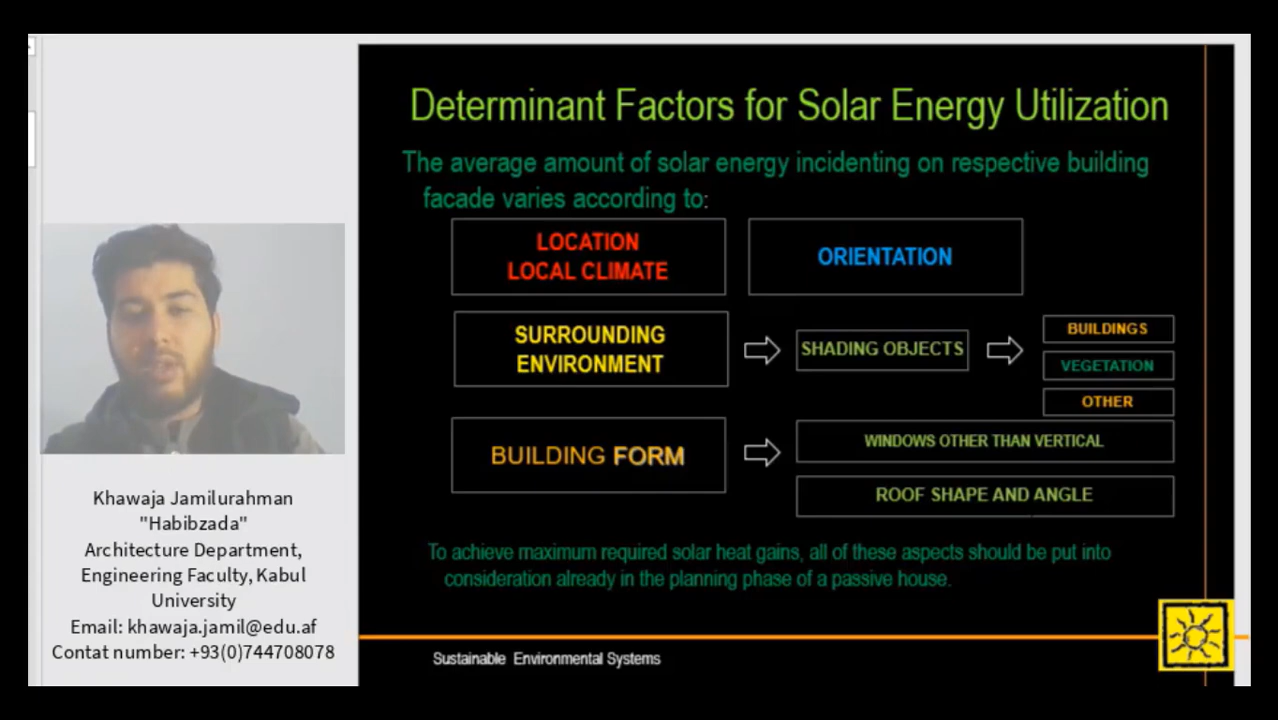 Determinant Factors for Solar Energy Utilization
The average amount of solar energy incidenting on respective building
facade varies according to:
LOCATION
LOCAL CLIMATE
ORIENTATION
SURROUNDING
ENVIRONMENT
SHADING OBJECTS
BUILDINGS
VEGETATION
OTHER
BUILDING FORM
WINDOWS OTHER THAN VERTICAL
ROOF SHAPE AND ANGLE
To achieve maximum required solar heat gains, all of these aspects should be put into
consideration already in the planning phase of a passive house.
Sustainable Environmental Systems
Khawaja Jamilurahman
"Habibzada"
Architecture Department,
Engineering Faculty, Kabul
University
Email: khawaja.jamil@edu.af
Contat number: +93(0)744708078